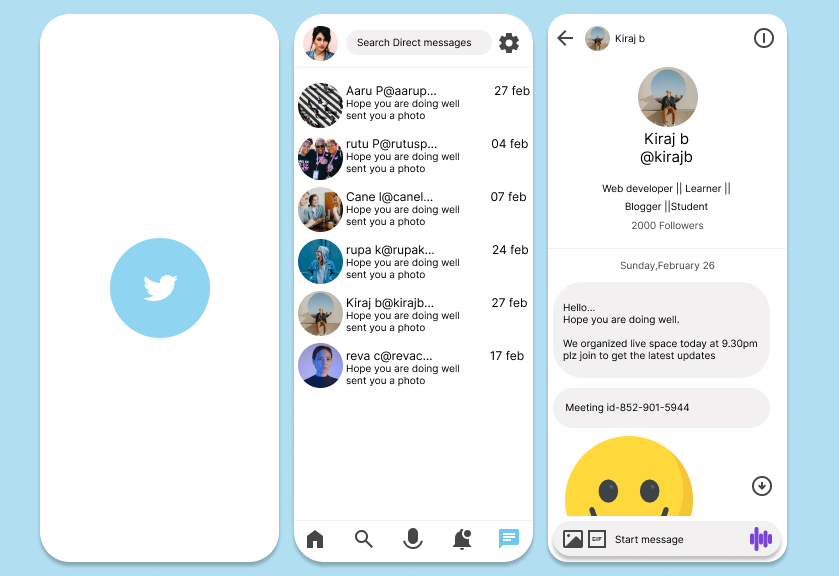 Search Direct messages
Aaru P@aarup... 27 feb
Hope you are doing well
sent you a photo
rutu P@rutusp... 04 feb
Hope you are doing well
sent you a photo
Cane l@canel... 07 feb
Hope you are doing well
sent you a photo
rupa k@rupak... 24 feb
Hope you are doing well
sent you a photo
Kiraj b@kirajb... 27 feb
Hope you are doing well
sent you a photo
reva c@revac... 17 feb
Hope you are doing well
sent you a photo
Kiraj b
Kiraj b
@kirajb
Web developer || Learner ||
Blogger ||Student
2000 Followers
Sunday,February 26
Hello...
Hope you are doing well.
We organized live space today at 9.30pm
plz join to get the latest updates
Meeting id-852-901-5944
GIF Start message